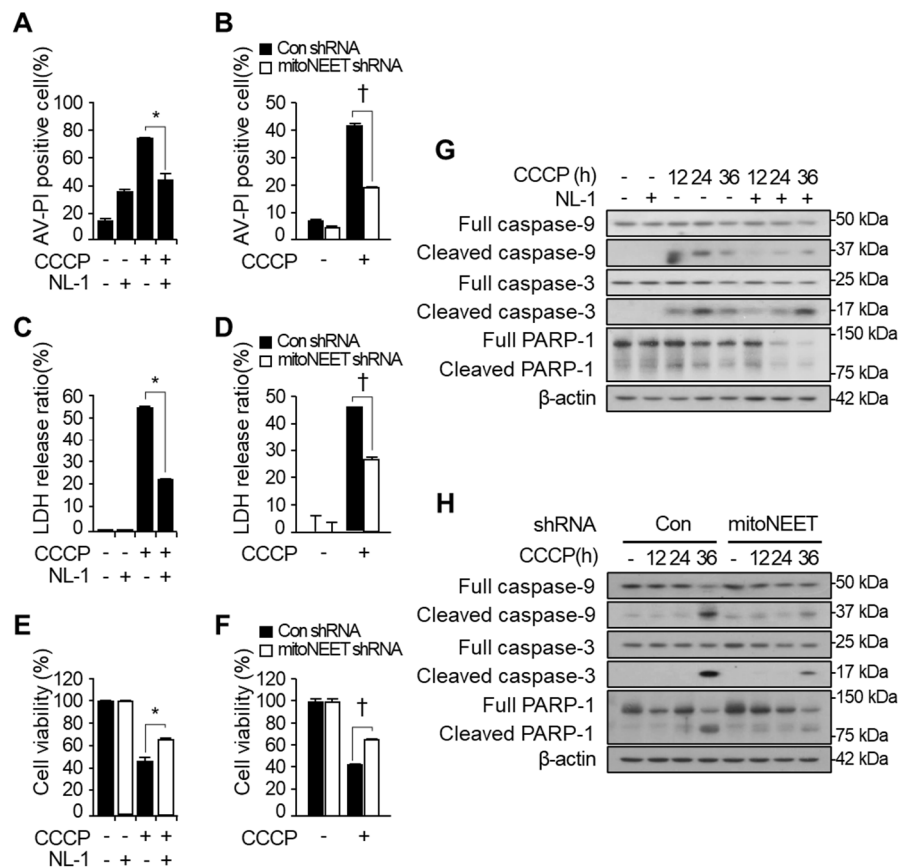 A
AV-PI positive cell(%)
100
80
60
40
20
0
CCCP - - + +
NL-1 - + - +
*
B
Con shRNA
mitoNEET shRNA
AV-PI positive cell(%)
50
40
30
20
10
0
†
CCCP - +
C
LDH release ratio(%)
60
50
40
30
20
10
0
*
CCCP - - + +
NL-1 - + - +
D
Con shRNA
mitoNEET shRNA
LDH release ratio(%)
50
40
30
20
10
0
†
CCCP - +
E
Cell viability (%)
120
100
80
60
40
20
0
*
CCCP - - + +
NL-1 - + - +
F
Con shRNA
mitoNEET shRNA
Cell viability (%)
120
100
80
60
40
20
0
†
CCCP - +
G
CCCP (h) - - 12 24 36 12 24 36
NL-1 - + - - - + + +
Full caspase-9 -50 kDa
Cleaved caspase-9 -37 kDa
Full caspase-3 -25 kDa
Cleaved caspase-3 -17 kDa
Full PARP-1 -150 kDa
Cleaved PARP-1 -75 kDa
β-actin -42 kDa
H
shRNA Con mitoNEET
CCCP(h) - 12 24 36 - 12 24 36
Full caspase-9 -50 kDa
Cleaved caspase-9 -37 kDa
Full caspase-3 -25 kDa
Cleaved caspase-3 -17 kDa
Full PARP-1 -150 kDa
Cleaved PARP-1 -75 kDa
β-actin -42 kDa